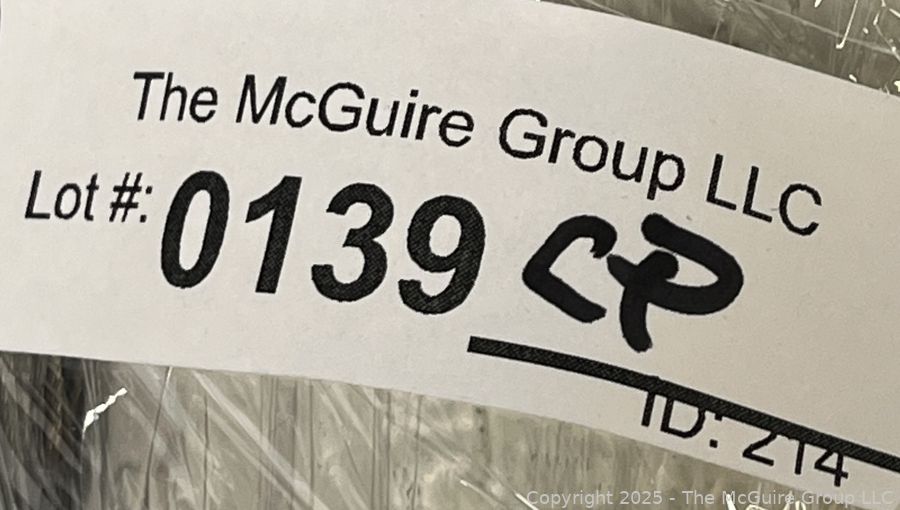 The McGuire Group LLC
Lot #: 0139 CP
ID: 214
Copyright 2025 - The McGuire Group LLC